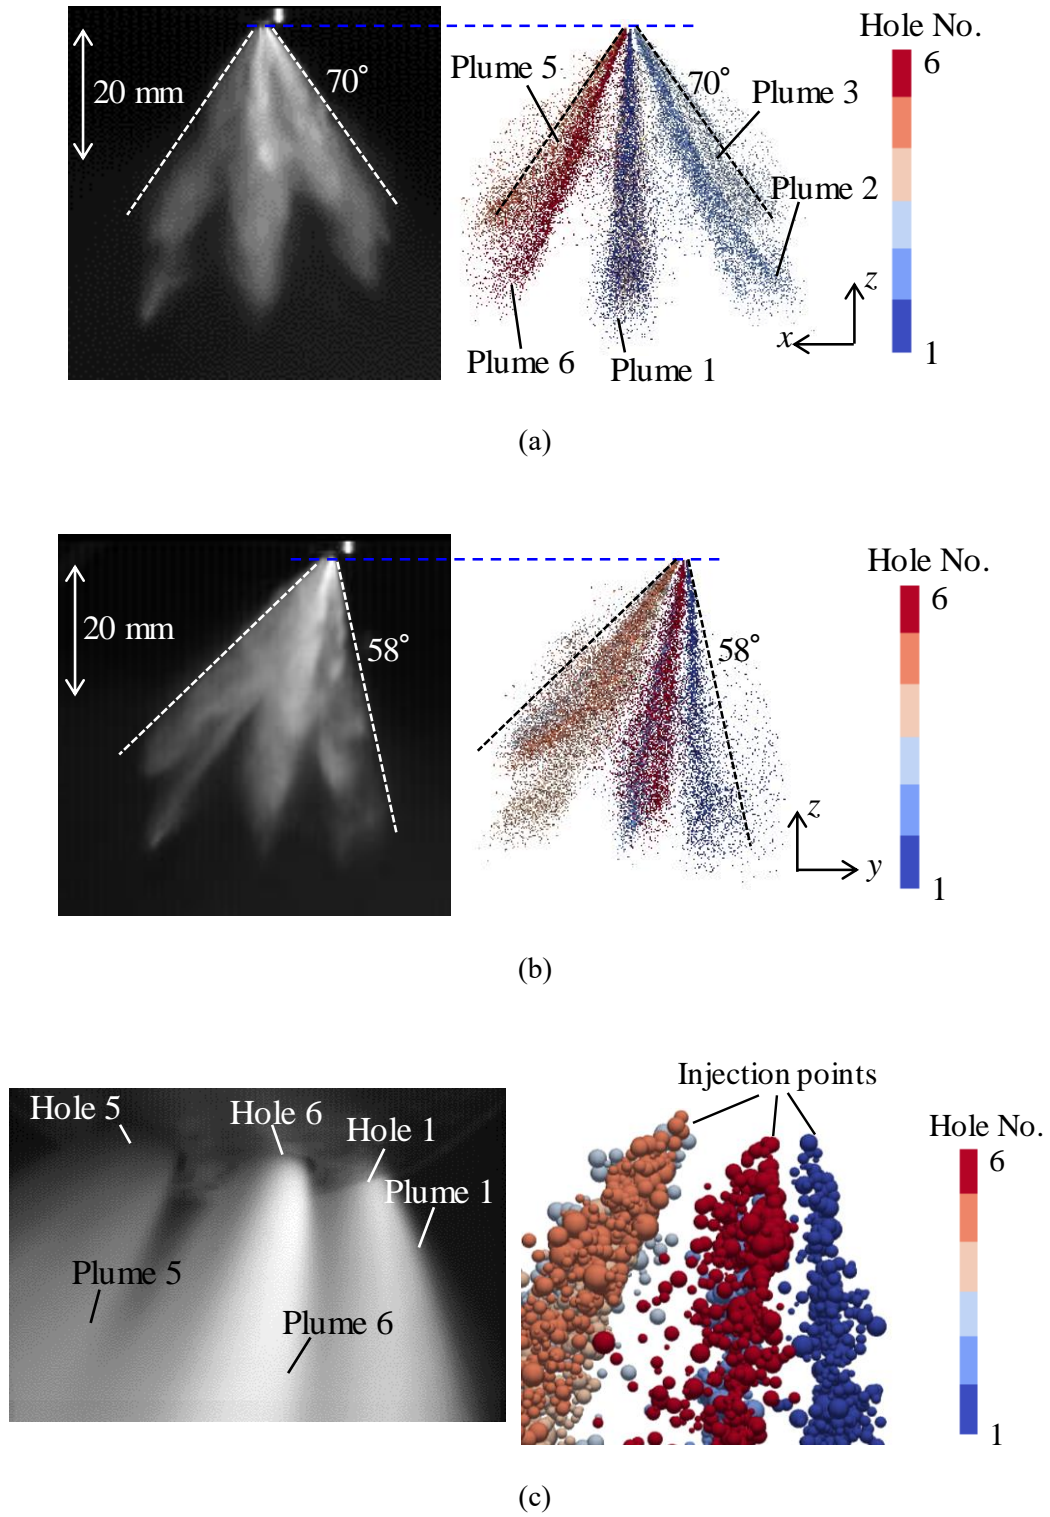 Hole No.
6
20 mm
70°
Plume 5
70°
Plume 3
Plume 2
z
x
Plume 6
Plume 1
1
(a)
Hole No.
6
20 mm
58°
58°
z
y
1
(b)
Injection points
Hole 5
Hole 6
Hole 1
Hole No.
6
Plume 1
Plume 5
Plume 6
1
(c)